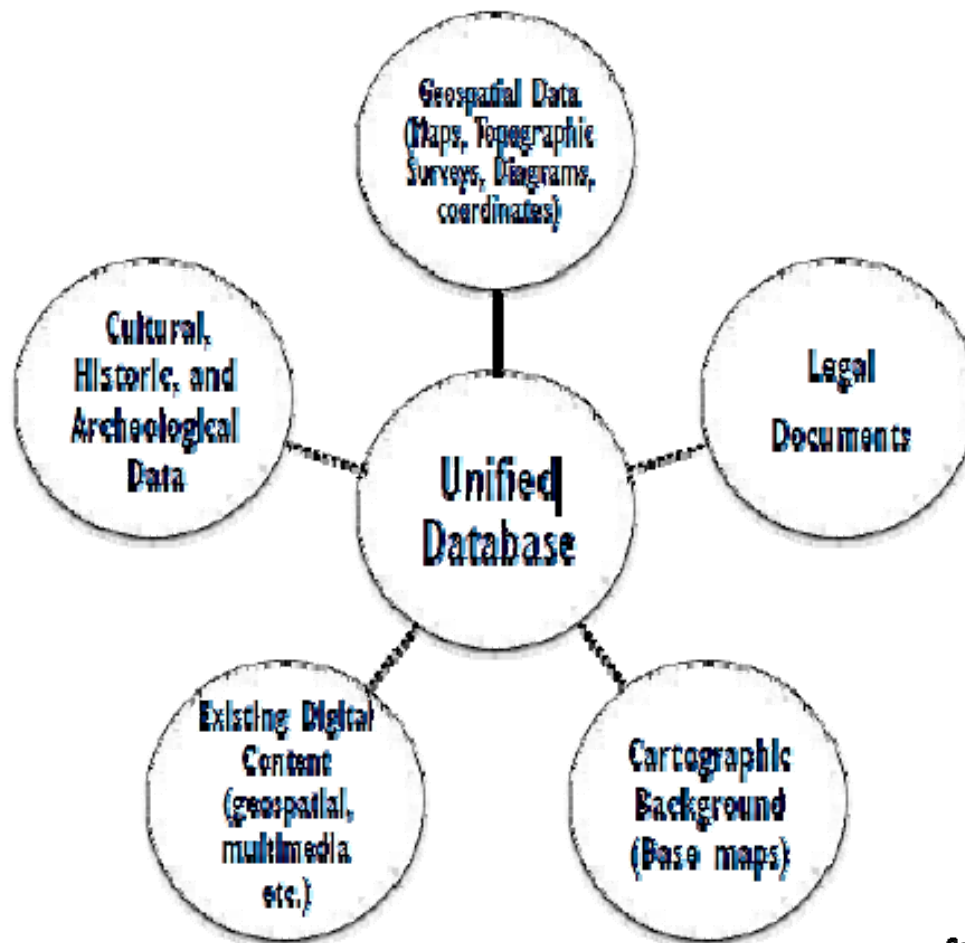 Geospatial Data
(Maps, Topographic
Surveys, Diagrams,
coordinates)
Cultural,
Historic, and
Archeological
Data
Legal
Documents
Unified
Database
Existing Digital
Content
(geospatial,
multimedia
etc.)
Cartographic
Background
(Base maps)